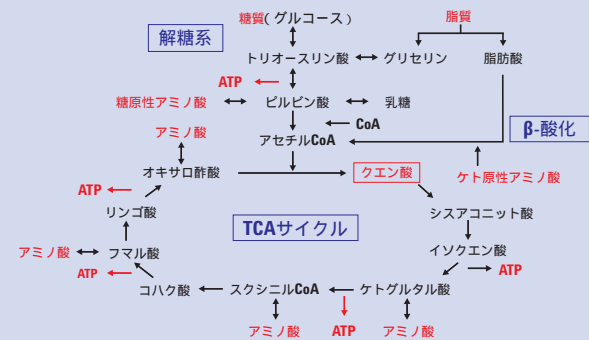 糖質(グルコース)
脂質
解糖系
トリオースリン酸
グリセリン
脂肪酸
ATP
糖原性アミノ酸
ピルビン酸
乳糖
CoA
β-酸化
アミノ酸
アセチルCoA
オキサロ酢酸
クエン酸
ケト原性アミノ酸
ATP
リンゴ酸
シスアコニット酸
TCAサイクル
アミノ酸
フマル酸
イソクエン酸
ATP
ATP
コハク酸
スクシニルCoA
ケトグルタル酸
アミノ酸
ATP
アミノ酸